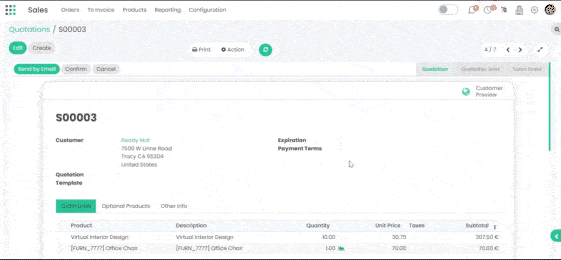 Sales Orders To Invoice Products Reporting Configuration
Quotations / S00003
Edit Create Print Action 4 / 7
Send by Email Confirm Cancel Quotation Quotation Sent Sales Order
Customer
Preview
S00003
Customer Ready Mat Expiration
7500 W Linne Road Payment Terms
Tracy CA 95304
United States
Quotation
Template
Order Lines Optional Products Other Info
Product Description Quantity Unit Price Taxes Subtotal
Virtual Interior Design Virtual Interior Design 10.00 30.75 307.50 €
[FURN_7777] Office Chair [FURN_7777] Office Chair 1.00 70.00 70.00 €